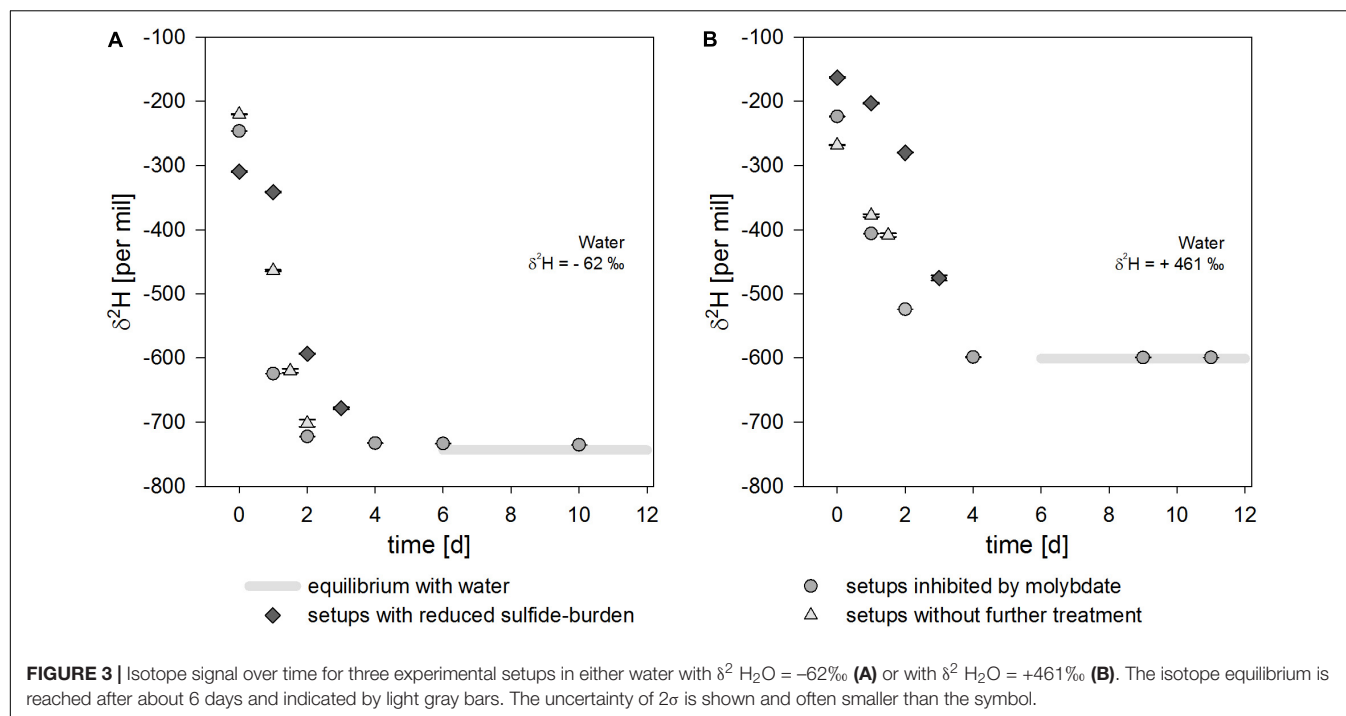 A
B
-100
-200
-300
-400
-500
-600
-700
-800
δ²H [per mil]
Water
δ²H = - 62 ‰
0 2 4 6 8 10 12
time [d]
-100
-200
-300
-400
-500
-600
-700
-800
δ²H [per mil]
Water
δ²H = + 461 ‰
0 2 4 6 8 10 12
time [d]
equilibrium with water
setups with reduced sulfide-burden
setups inhibited by molybdate
setups without further treatment
FIGURE 3 | Isotope signal over time for three experimental setups in either water with δ² H₂O = –62‰ (A) or with δ² H₂O = +461‰ (B). The isotope equilibrium is
reached after about 6 days and indicated by light gray bars. The uncertainty of 2σ is shown and often smaller than the symbol.